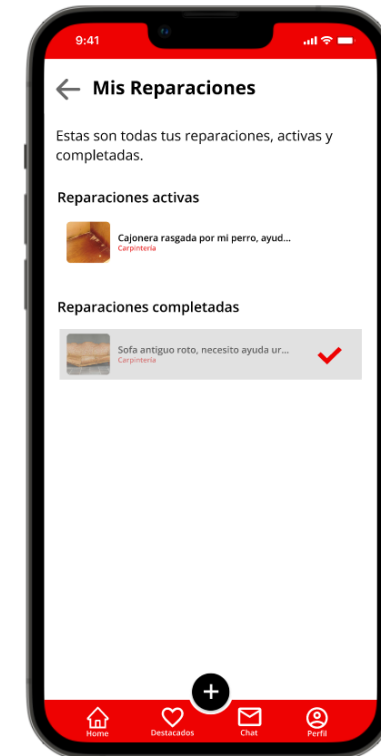 9:41
Mis Reparaciones
Estas son todas tus reparaciones, activas y
completadas.
Reparaciones activas
Cajonera rasgada por mi perro, ayud...
Carpintería
Reparaciones completadas
Sofa antiguo roto, necesito ayuda ur...
Carpintería
Home
Destacados
Chat
Perfil